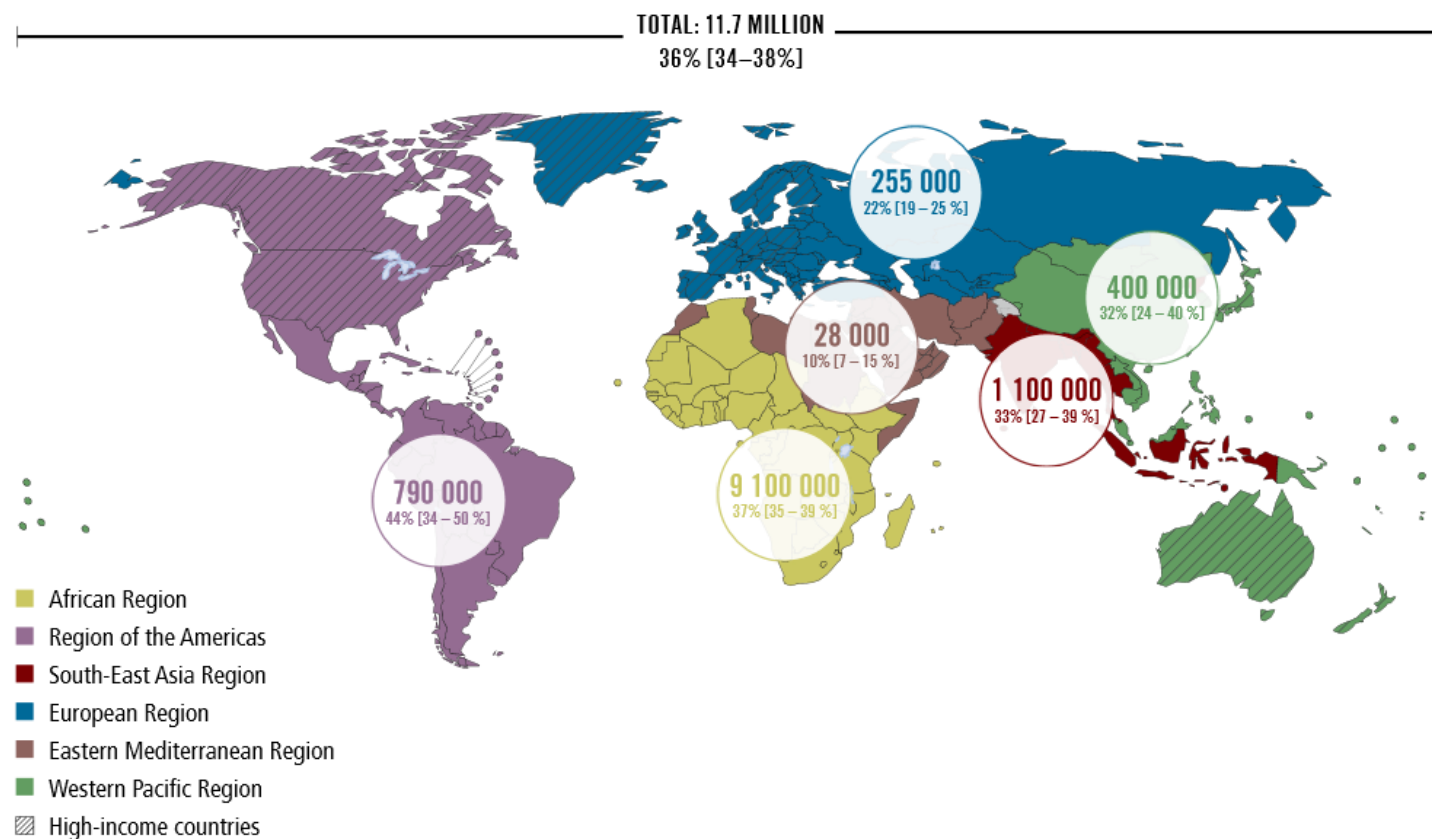 TOTAL: 11.7 MILLION
36% [34–38%]
255 000
22% [19 – 25 %]
400 000
32% [24 – 40 %]
28 000
10% [7 – 15 %]
1 100 000
33% [27 – 39 %]
790 000
44% [34 – 50 %]
9 100 000
37% [35 – 39 %]
African Region
Region of the Americas
South-East Asia Region
European Region
Eastern Mediterranean Region
Western Pacific Region
High-income countries